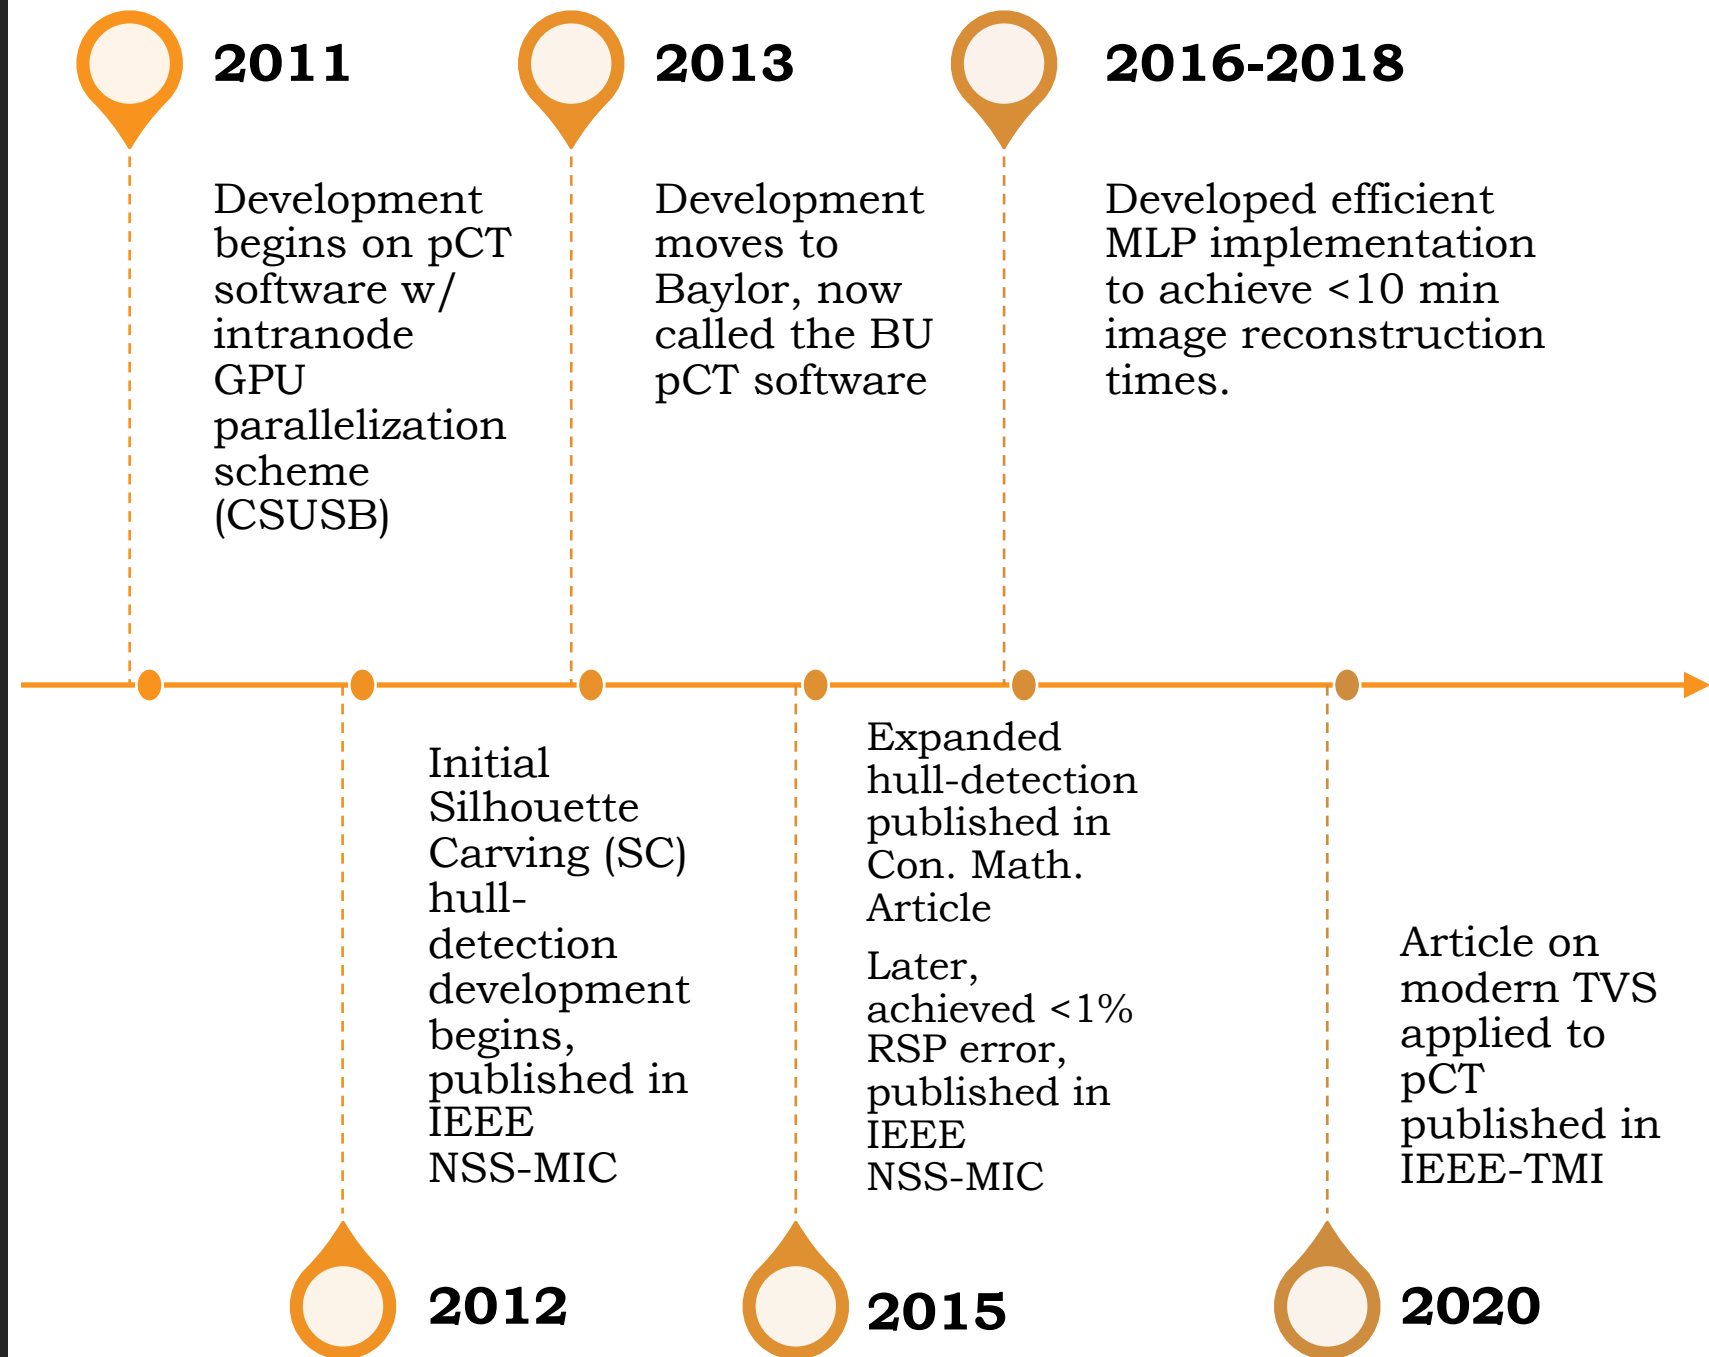 2011
Development
begins on pCT
software w/
intranode
GPU
parallelization
scheme
(CSUSB)
2013
Development
moves to
Baylor, now
called the BU
pCT software
2016-2018
Developed efficient
MLP implementation
to achieve <10 min
image reconstruction
times.
Initial
Silhouette
Carving (SC)
hull-
detection
development
begins,
published in
IEEE
NSS-MIC
2012
Expanded
hull-detection
published in
Con. Math.
Article
Later,
achieved <1%
RSP error,
published in
IEEE
NSS-MIC
2015
Article on
modern TVS
applied to
pCT
published in
IEEE-TMI
2020